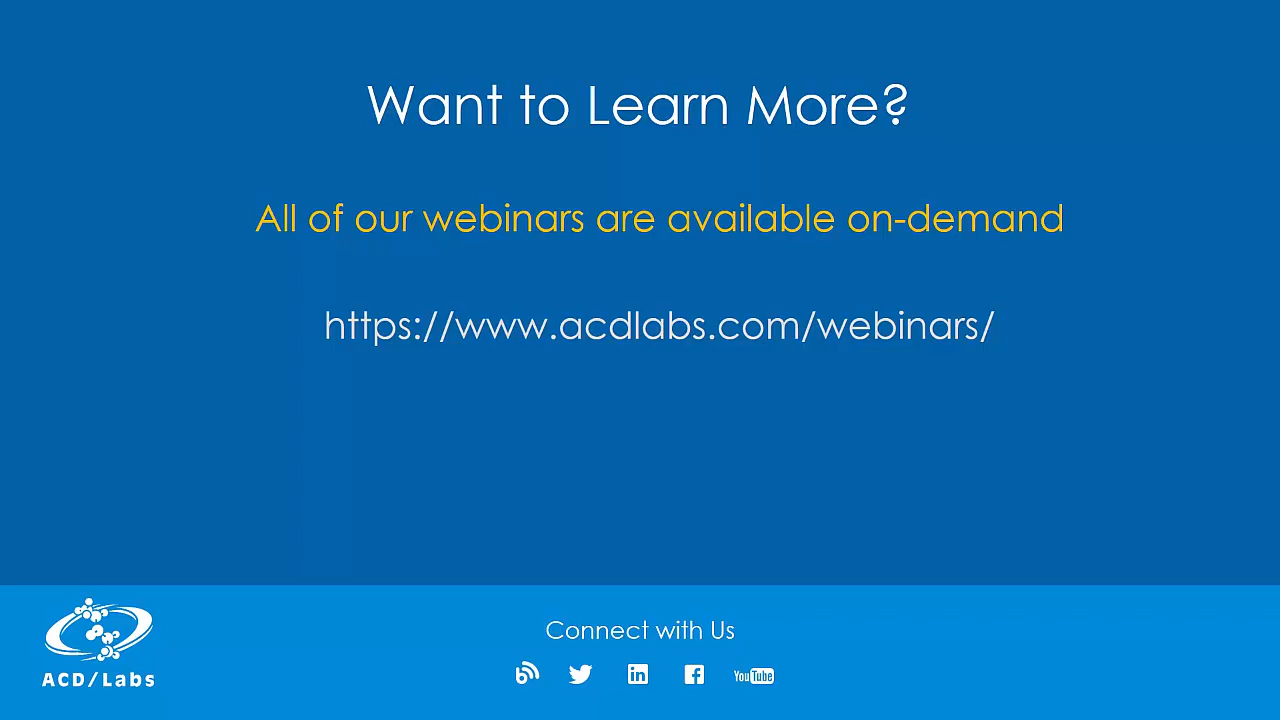 Want to Learn More?
All of our webinars are available on-demand
https://www.acdlabs.com/webinars/
Connect with Us
YouTube
ACD/Labs